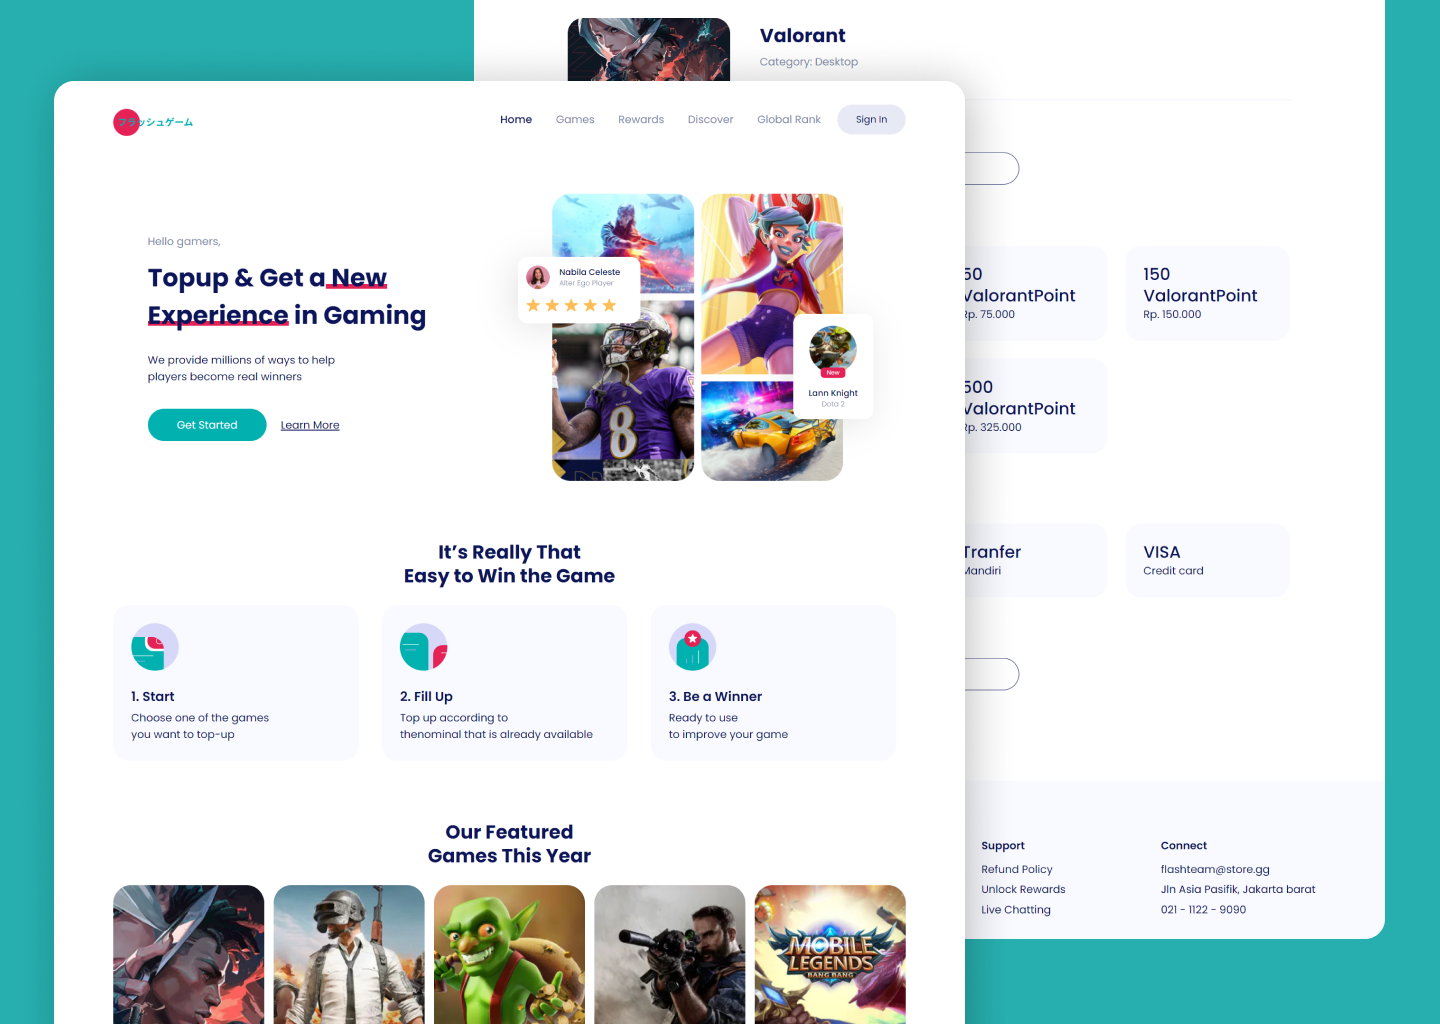 Valorant
Category: Desktop
フラッシュゲーム
Home
Games
Rewards
Discover
Global Rank
Sign In
Hello gamers,
Topup & Get a New
Experience in Gaming
We provide millions of ways to help
players become real winners
Get Started
Learn More
Nabila Celeste
Alter Ego Player
8
New
Lann Knight
Dota 2
It's Really That
Easy to Win the Game
1. Start
Choose one of the games
you want to top-up
2. Fill Up
Top up according to
thenominal that is already available
3. Be a Winner
Ready to use
to improve your game
Our Featured
Games This Year
MOBILE
LEGENDS
BANG BANG
50
ValorantPoint
Rp. 75.000
150
ValorantPoint
Rp. 150.000
500
ValorantPoint
Rp. 325.000
Tranfer
Mandiri
VISA
Credit card
Support
Refund Policy
Unlock Rewards
Live Chatting
Connect
flashteam@store.gg
Jln Asia Pasifik, Jakarta barat
021 - 1122 - 9090